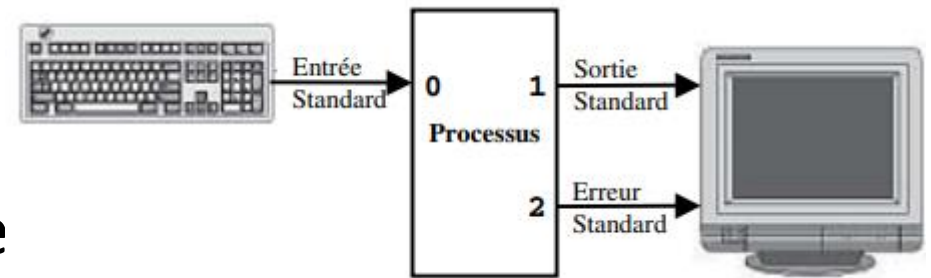 Entrée
Standard
0
1
Processus
2
Sortie
Standard
Erreur
Standard
e